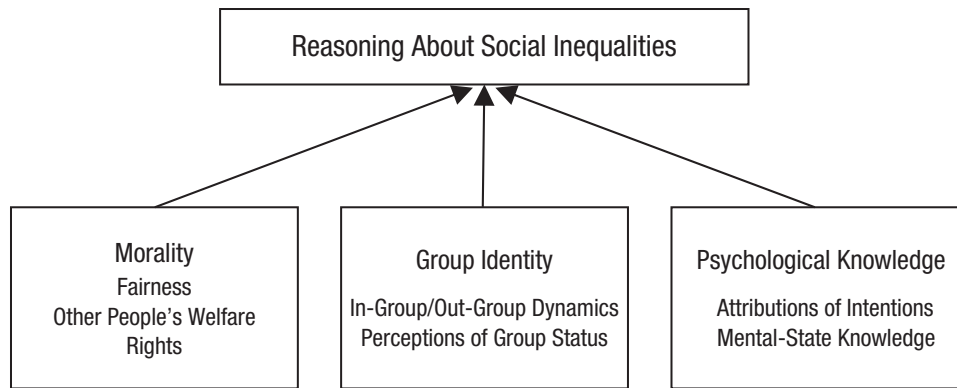 Reasoning About Social Inequalities
Morality
Fairness
Other People's Welfare
Rights
Group Identity
In-Group/Out-Group Dynamics
Perceptions of Group Status
Psychological Knowledge
Attributions of Intentions
Mental-State Knowledge